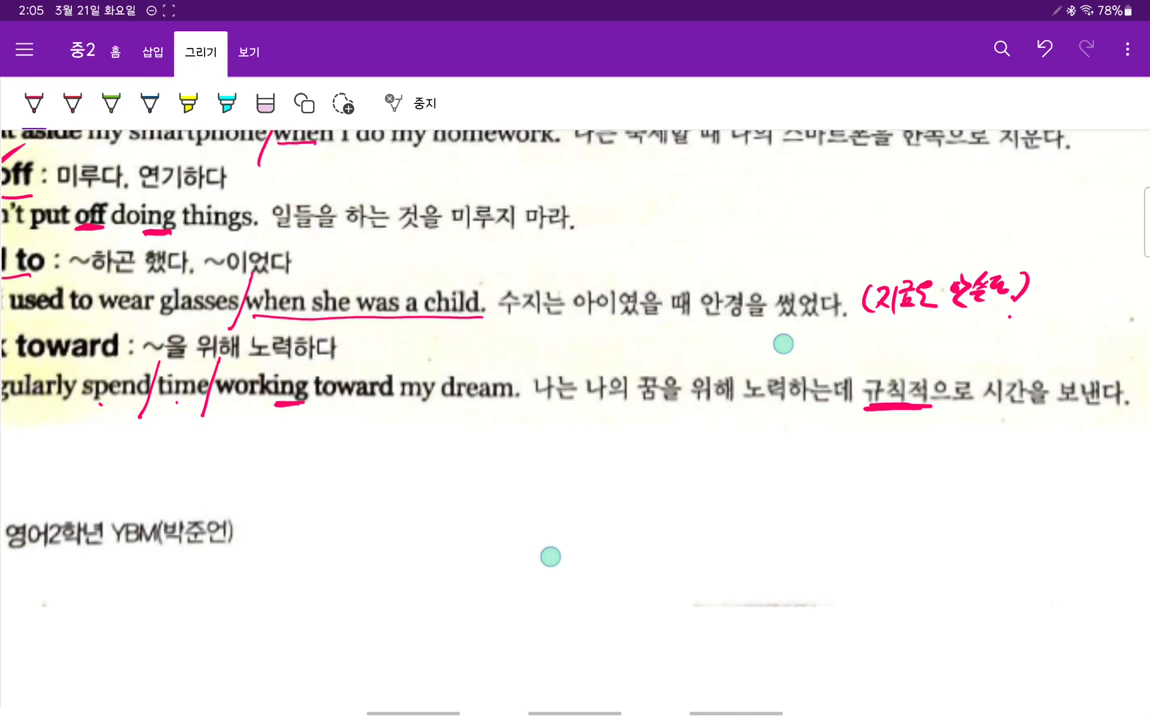 2:05 3월 21일 화요일 78%
중2 홈 삽입 그리기 보기
중지
aside my smartphone when I do my homework. 나는 숙제할 때 나의 스마트폰을 한쪽으로 치운다.
off : 미루다, 연기하다
't put off doing things. 일들을 하는 것을 미루지 마라.
to : ~하곤 했다, ~이었다
used to wear glasses when she was a child. 수지는 아이였을 때 안경을 썼었다. (지금은
toward : ~을 위해 노력하다
gularly spend time working toward my dream. 나는 나의 꿈을 위해 노력하는데 규칙적으로 시간을 보낸다.
영어2학년 YBM(박준언)